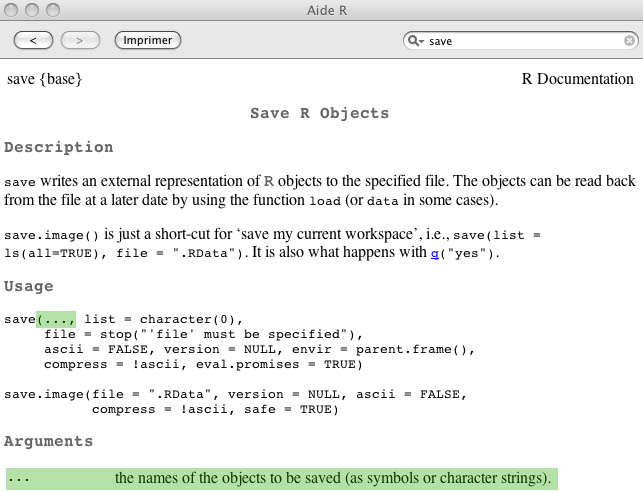 Aide R
< > Imprimer save
save {base} R Documentation
Save R Objects
Description
save writes an external representation of R objects to the specified file. The objects can be read back
from the file at a later date by using the function load (or data in some cases).
save.image() is just a short-cut for ‘save my current workspace’, i.e., save(list =
ls(all=TRUE), file = ".RData"). It is also what happens with q("yes").
Usage
save(..., list = character(0),
     file = stop("'file' must be specified"),
     ascii = FALSE, version = NULL, envir = parent.frame(),
     compress = !ascii, eval.promises = TRUE)
save.image(file = ".RData", version = NULL, ascii = FALSE,
           compress = !ascii, safe = TRUE)
Arguments
... the names of the objects to be saved (as symbols or character strings).